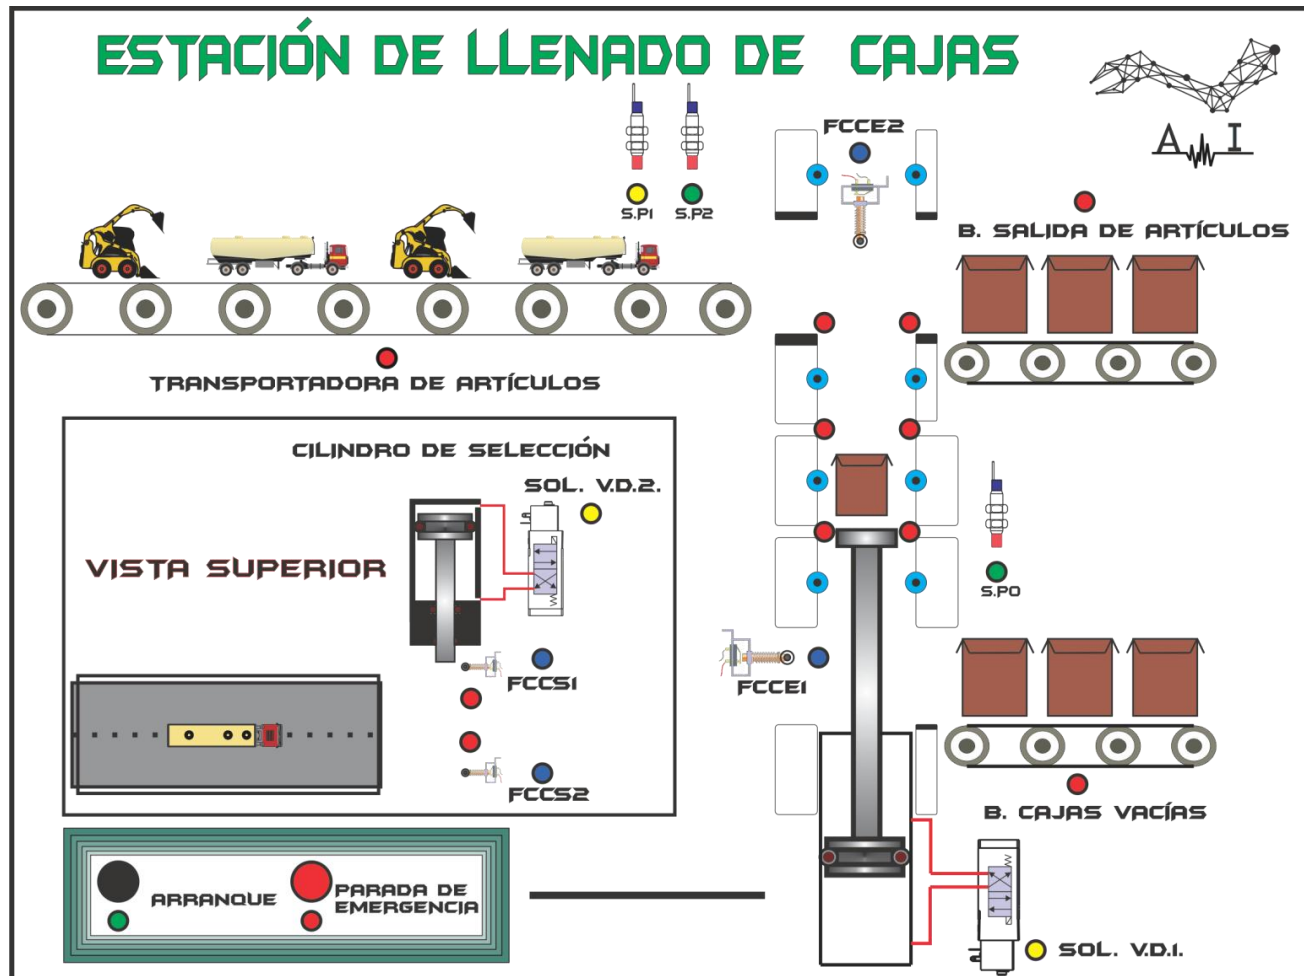 ESTACIÓN DE LLENADO DE CAJAS
A I
FCCE2
S.P1
S.P2
B. SALIDA DE ARTÍCULOS
TRANSPORTADORA DE ARTÍCULOS
CILINDRO DE SELECCIÓN
SOL. V.D.2.
VISTA SUPERIOR
S.P0
FCCS1
FCCE1
FCCS2
B. CAJAS VACÍAS
ARRANQUE
PARADA DE
EMERGENCIA
SOL. V.D.1.